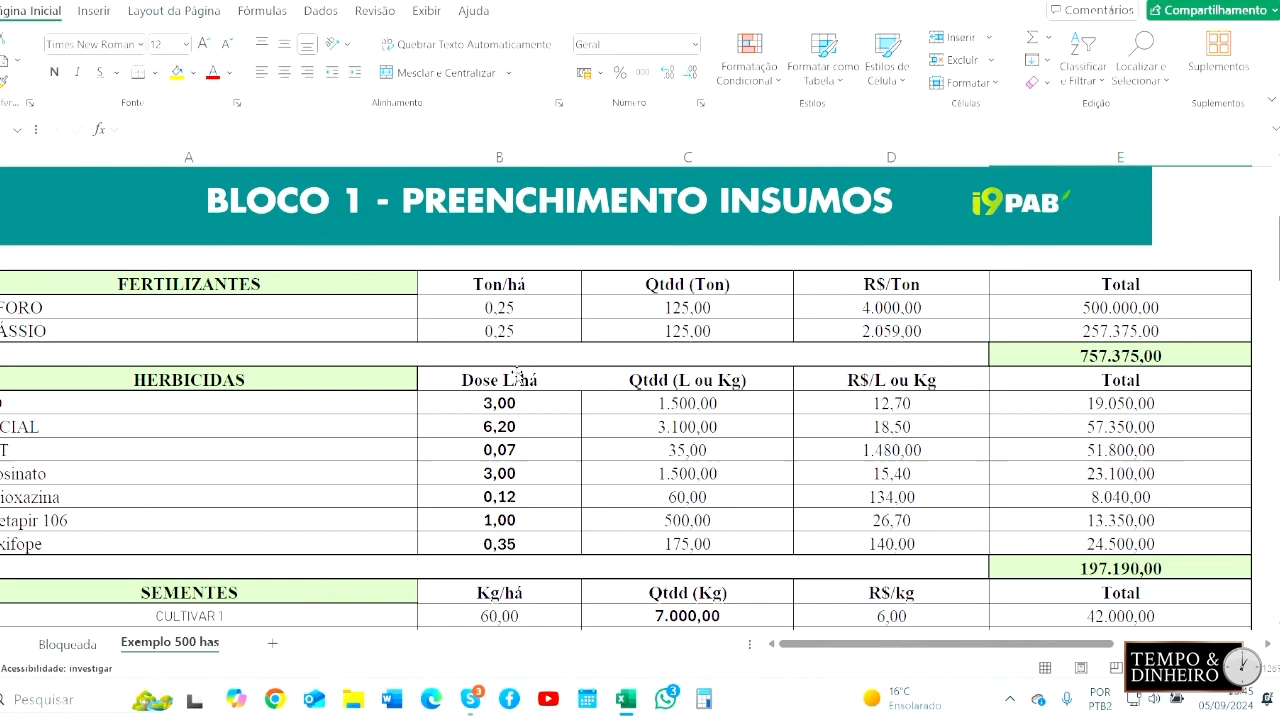 ágina Inicial Inserir Layout da Página Fórmulas Dados Revisão Exibir Ajuda Comentários Compartilhamento
Times New Roman 12 Quebrar Texto Automaticamente Geral Inserir
N I S Mesclar e Centralizar % 000 Formatação Condicional Formatar como Tabela Estilos de Célula Excluir Formatar Classificar e Filtrar Localizar e Selecionar Suplementos
Fonte Alinhamento Número Estilos Células Edição Suplementos
fx
A B C D E
BLOCO 1 - PREENCHIMENTO INSUMOS i9PAB
FERTILIZANTES Ton/há Qtdd (Ton) R$/Ton Total
FORO 0,25 125,00 4.000,00 500.000,00
ÁSSIO 0,25 125,00 2.059,00 257.375,00
757.375,00
HERBICIDAS Dose L/há Qtdd (L ou Kg) R$/L ou Kg Total
3,00 1.500,00 12,70 19.050,00
CIAL 6,20 3.100,00 18,50 57.350,00
T 0,07 35,00 1.480,00 51.800,00
osinato 3,00 1.500,00 15,40 23.100,00
ioxazina 0,12 60,00 134,00 8.040,00
etapir 106 1,00 500,00 26,70 13.350,00
xifope 0,35 175,00 140,00 24.500,00
197.190,00
SEMENTES Kg/há Qtdd (Kg) R$/kg Total
CULTIVAR 1 60,00 7.000,00 6,00 42.000,00
Bloqueada Exemplo 500 has
Acessibilidade: investigar
TEMPO &
DINHEIRO
Pesquisar 3 3 16°C
Ensolarado
POR
PTB2
05/09/2024